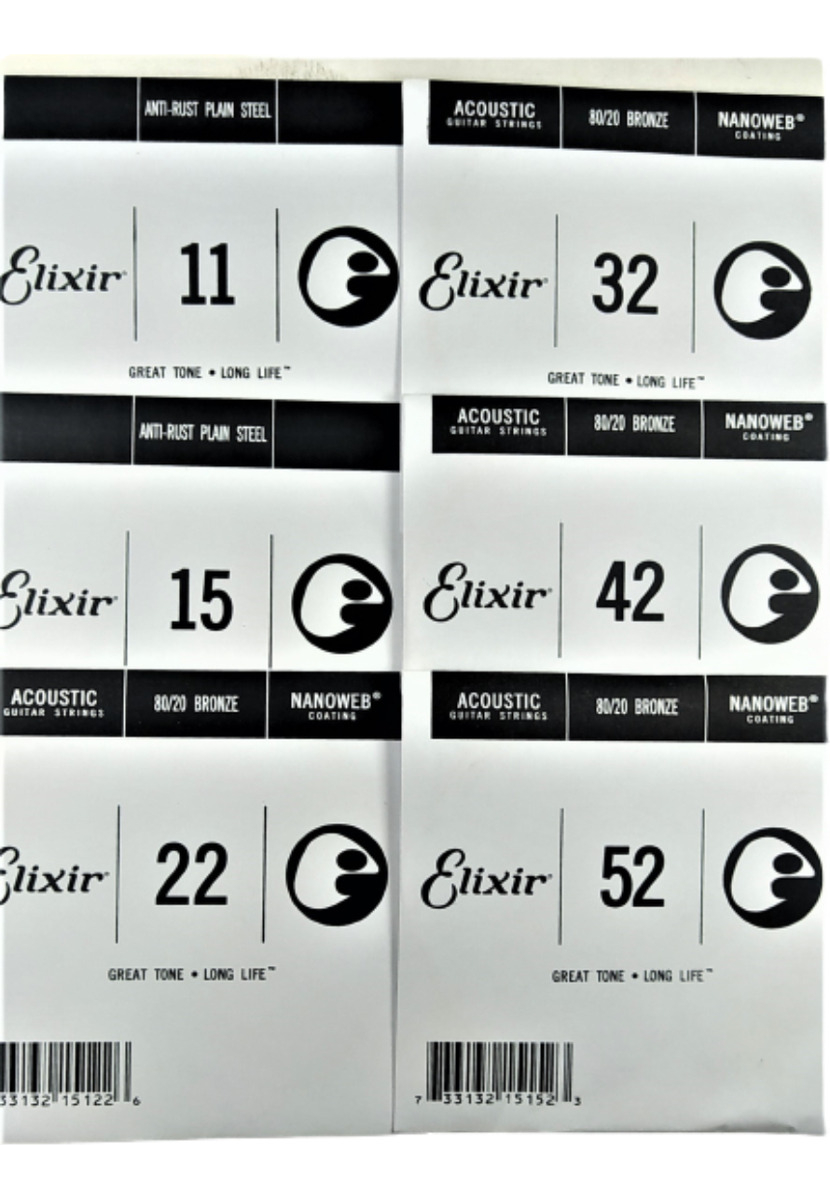 ANTI-RUST PLAIN STEEL
Elixir
11
GREAT TONE • LONG LIFE™
ACOUSTIC
GUITAR STRINGS
80/20 BRONZE
NANOWEB®
COATING
Elixir
32
GREAT TONE • LONG LIFE™
ANTI-RUST PLAIN STEEL
Elixir
15
ACOUSTIC
GUITAR STRINGS
80/20 BRONZE
NANOWEB®
COATING
Elixir
42
ACOUSTIC
GUITAR STRINGS
80/20 BRONZE
NANOWEB®
COATING
Elixir
22
GREAT TONE • LONG LIFE™
33132 15122 6
ACOUSTIC
GUITAR STRINGS
80/20 BRONZE
NANOWEB®
COATING
Elixir
52
GREAT TONE • LONG LIFE™
7 33132 15152 3